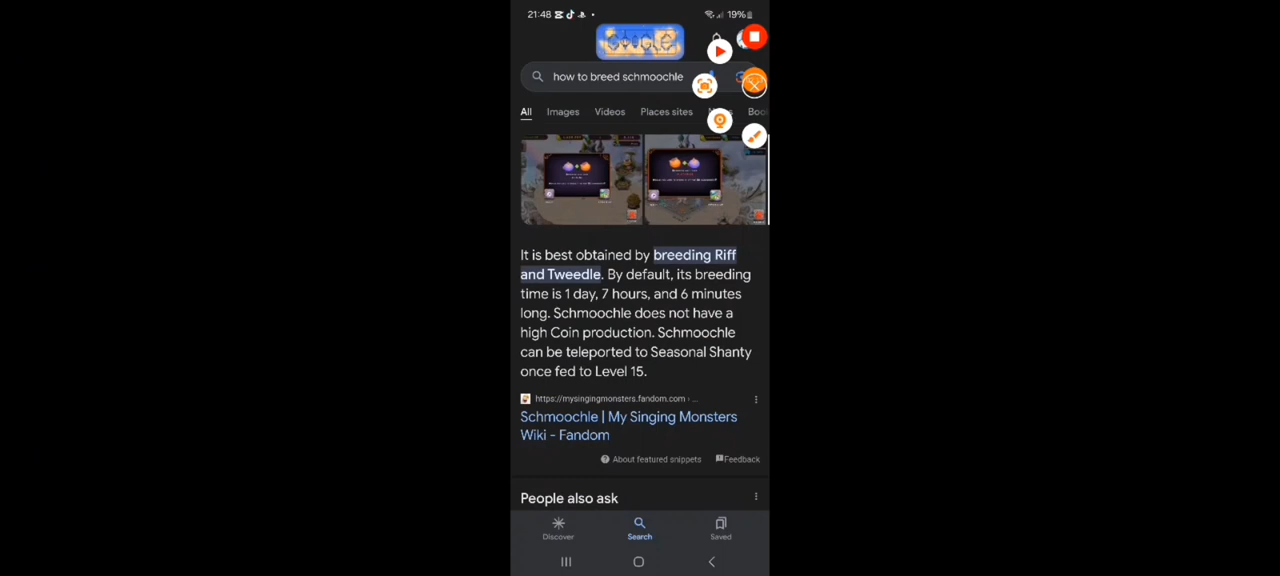 21:48
19%
how to breed schmoochle
All Images Videos Places sites
It is best obtained by breeding Riff
and Tweedle. By default, its breeding
time is 1 day, 7 hours, and 6 minutes
long. Schmoochle does not have a
high Coin production. Schmoochle
can be teleported to Seasonal Shanty
once fed to Level 15.
https://mysingingmonsters.fandom.com › ...
Schmoochle | My Singing Monsters
Wiki - Fandom
About featured snippets Feedback
People also ask
Discover Search Saved